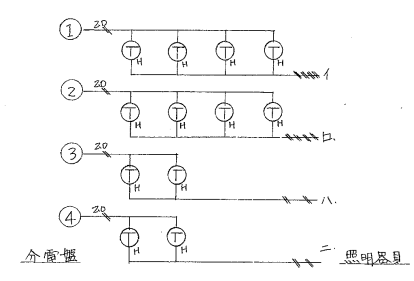 ① 20
T T T T
H H H H
イ
② 20
T T T T
H H H H
ロ.
③ 20
T T
H H
ハ.
④ 20
T T
H H
ニ.
分電盤 照明器具